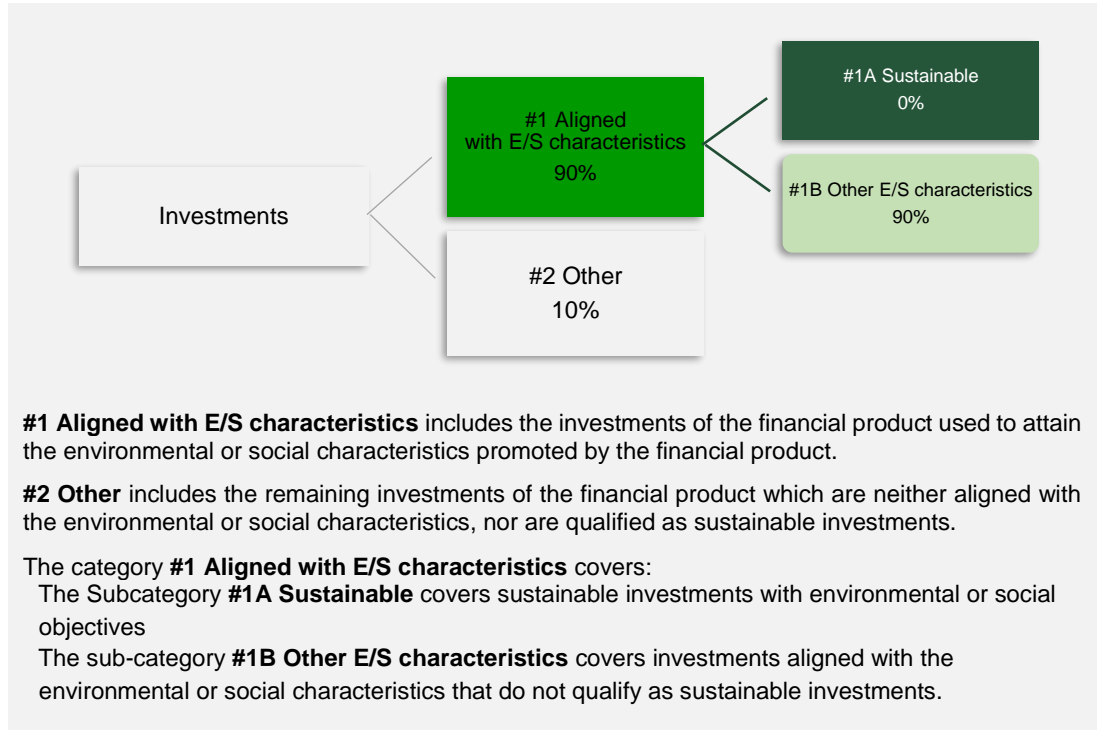 #1A Sustainable
0%
#1 Aligned
with E/S characteristics
90%
#1B Other E/S characteristics
90%
Investments
#2 Other
10%
#1 Aligned with E/S characteristics includes the investments of the financial product used to attain
the environmental or social characteristics promoted by the financial product.
#2 Other includes the remaining investments of the financial product which are neither aligned with
the environmental or social characteristics, nor are qualified as sustainable investments.
The category #1 Aligned with E/S characteristics covers:
The Subcategory #1A Sustainable covers sustainable investments with environmental or social
objectives
The sub-category #1B Other E/S characteristics covers investments aligned with the
environmental or social characteristics that do not qualify as sustainable investments.